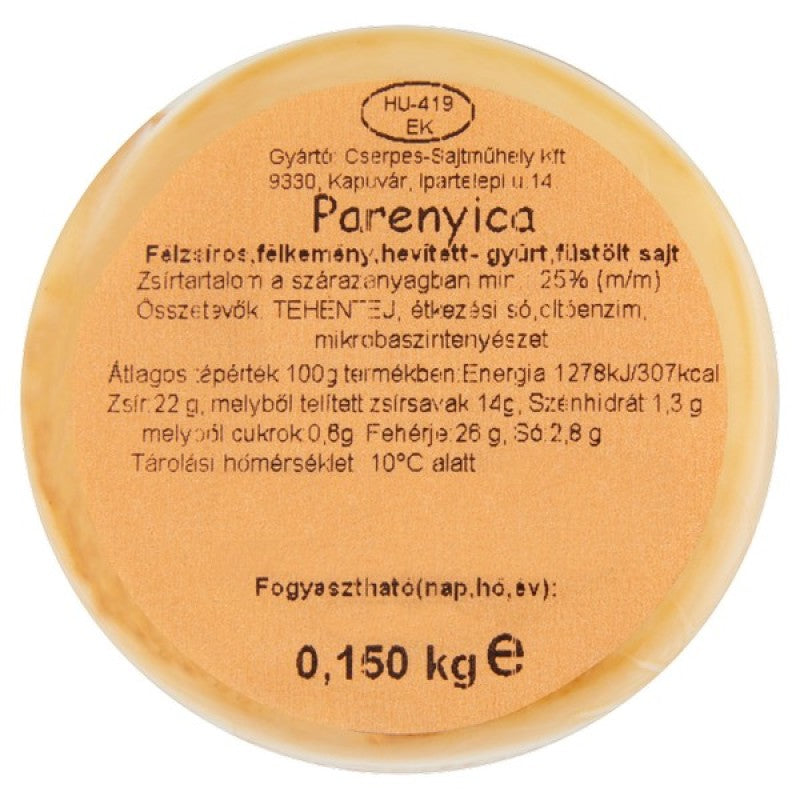 HU-419
EK
Gyártó: Cserpes-Sajtműhely kft
9330, Kapuvár, Ipartelepi u.14.
Parenyica
Félzsíros,félkemény,hevített- gyúrt,füstölt sajt
Zsírtartalom a szárazanyagban min.: 25% (m/m)
Összetevők: TEHÉNTEJ, étkezési só,oltóenzim,
mikrobaszíntenyészet
Átlagos tápérték 100g termékben:Energia 1278kJ/307kcal
Zsír:22 g, melyből telített zsírsavak 14g, Szénhidrát 1,3 g
melyből cukrok 0,6g Fehérje:26 g, Só:2,8 g
Tárolási hőmérséklet: 10°C alatt
Fogyasztható(nap,hó,év):
0,150 kg e